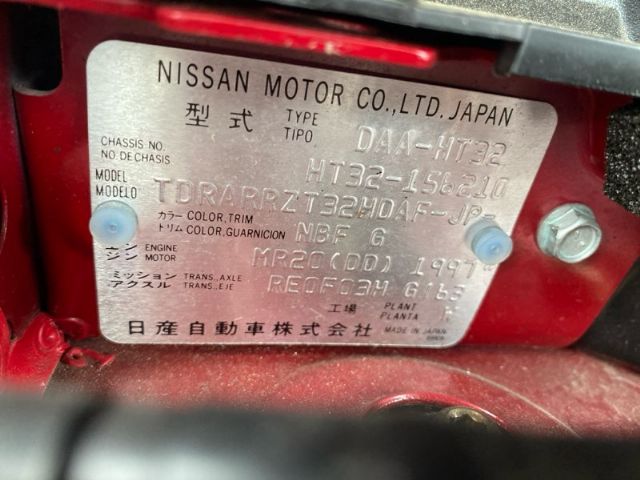 NISSAN MOTOR CO.,LTD. JAPAN
型式 TYPE TIPO DAA-HT32
CHASSIS NO. NO.DE CHASIS HT32-156210
MODEL MODELO TDRARRZT32HDAF-JP-
カラー COLOR,TRIM
トリム COLOR,GUARNICION NBF G
エンジン ENGINE MOTOR MR20(DD) 1997
ミッション TRANS.,AXLE
アクスル TRANS.,EJE RE0F03H G163
工場 PLANT PLANTA
日産自動車株式会社 MADE IN JAPAN